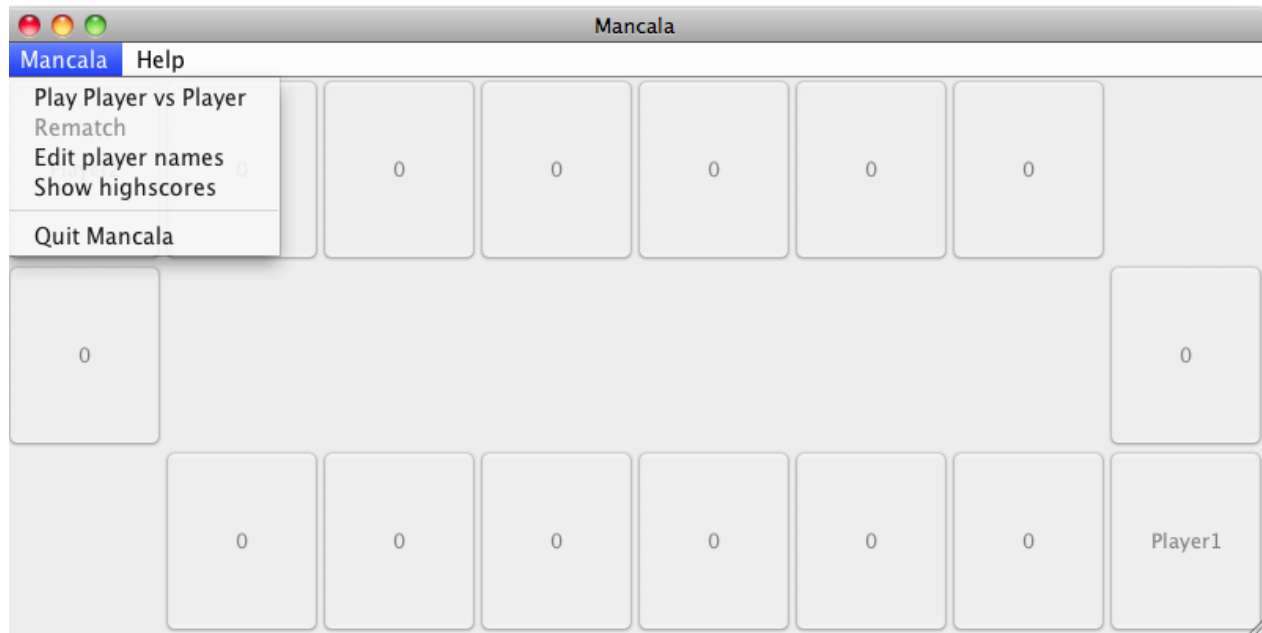 Mancala
Mancala Help
Play Player vs Player
Rematch
Edit player names
Show highscores
Quit Mancala
0 0 0 0 0 0
0 0
0 0 0 0 0 0 Player1